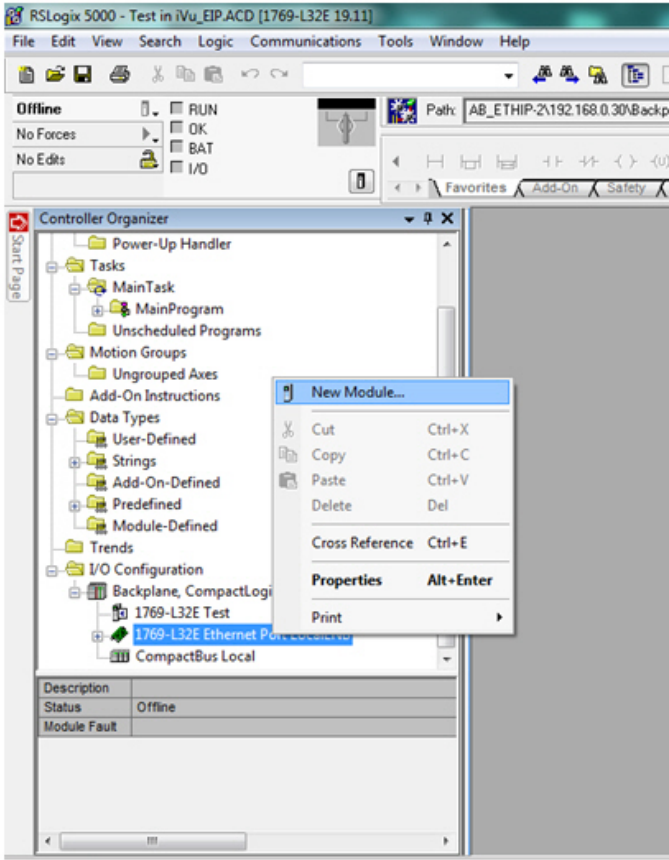 RSLogix 5000 - Test in iVu_EIP.ACD [1769-L32E 19.11]
File Edit View Search Logic Communications Tools Window Help
Offline
RUN
Path: AB_ETHIP-2\192.168.0.30\Backp
No Forces
OK
No Edits
BAT
I/O
Favorites Add-On Safety
Start Page
Controller Organizer
Power-Up Handler
Tasks
MainTask
MainProgram
Unscheduled Programs
Motion Groups
Ungrouped Axes
Add-On Instructions
Data Types
User-Defined
Strings
Add-On-Defined
Predefined
Module-Defined
Trends
I/O Configuration
Backplane, CompactLogi
1769-L32E Test
1769-L32E Ethernet Port LocalENB
CompactBus Local
New Module...
Cut Ctrl+X
Copy Ctrl+C
Paste Ctrl+V
Delete Del
Cross Reference Ctrl+E
Properties Alt+Enter
Print
Description
Status Offline
Module Fault